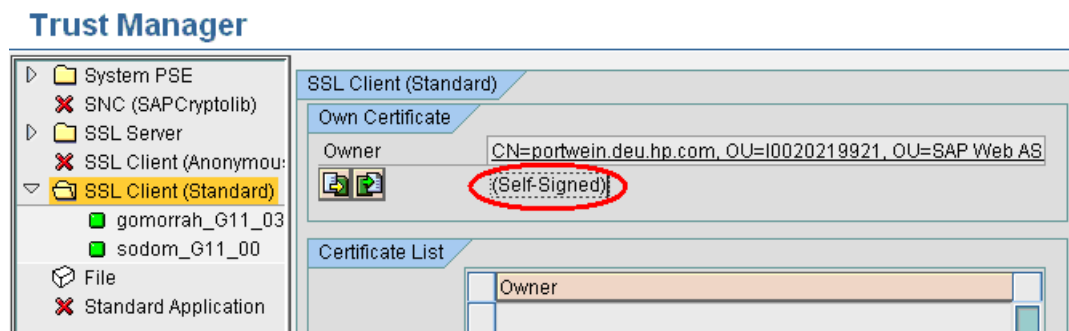 Trust Manager
System PSE
SNC (SAPCryptolib)
SSL Server
SSL Client (Anonymou
SSL Client (Standard)
gomorrah_G11_03
sodom_G11_00
File
Standard Application
SSL Client (Standard)
Own Certificate
Owner CN=portwein.deu.hp.com, OU=I0020219921, OU=SAP Web AS
(Self-Signed)
Certificate List
Owner